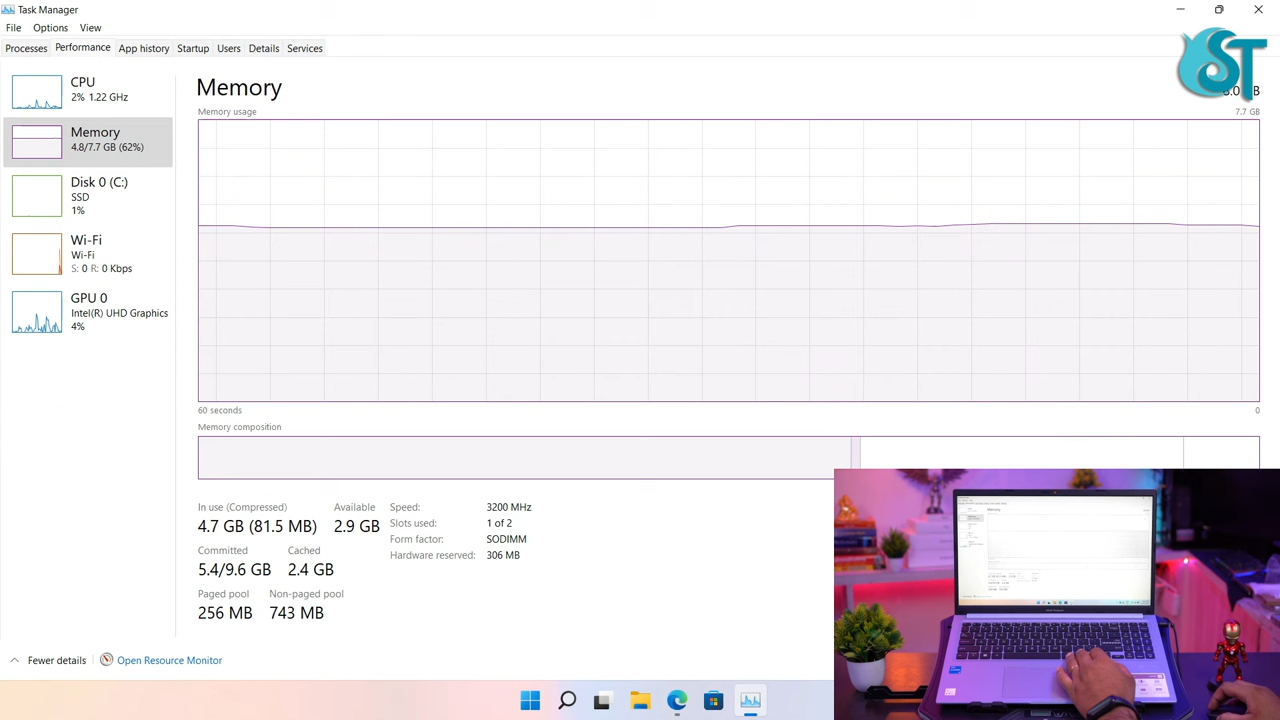 Task Manager
File Options View
Processes Performance App history Startup Users Details Services
CPU
2% 1.22 GHz
Memory
4.8/7.7 GB (62%)
Disk 0 (C:)
SSD
1%
Wi-Fi
Wi-Fi
S: 0 R: 0 Kbps
GPU 0
Intel(R) UHD Graphics
4%
ST
Memory
Memory usage
7.7 GB
60 seconds
0
Memory composition
In use (Compressed) Available
4.7 GB 2.9 GB
Committed Cached
5.4/9.6 GB 2.4 GB
Paged pool Non-paged pool
256 MB 743 MB
Speed: 3200 MHz
Slots used: 1 of 2
Form factor: SODIMM
Hardware reserved: 306 MB
Fewer details Open Resource Monitor
Memory